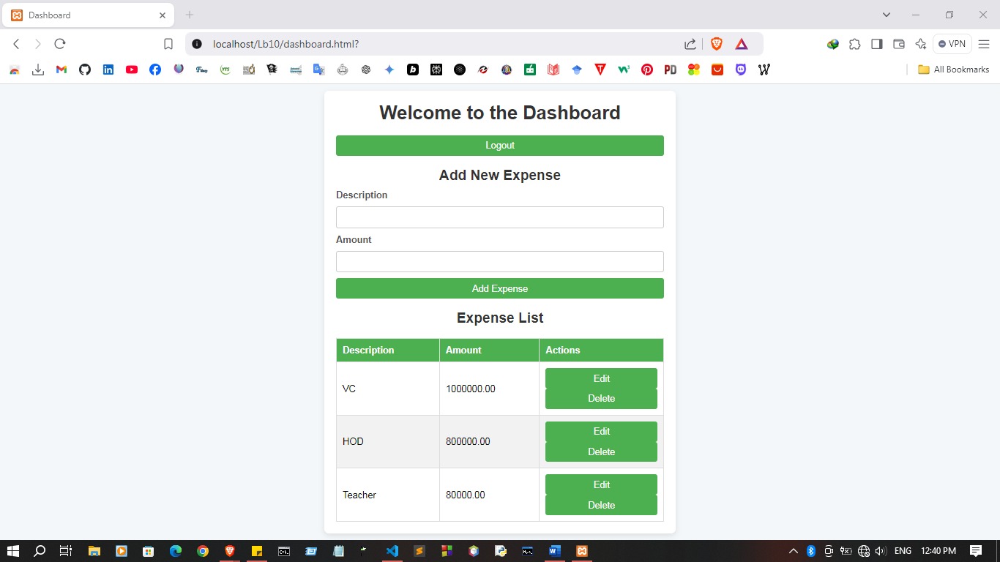 Dashboard
localhost/Lb10/dashboard.html?
VPN
All Bookmarks
Welcome to the Dashboard
Logout
Add New Expense
Description
Amount
Add Expense
Expense List
Description Amount Actions
VC 1000000.00 Edit
Delete
HOD 800000.00 Edit
Delete
Teacher 80000.00 Edit
Delete
ENG 12:40 PM